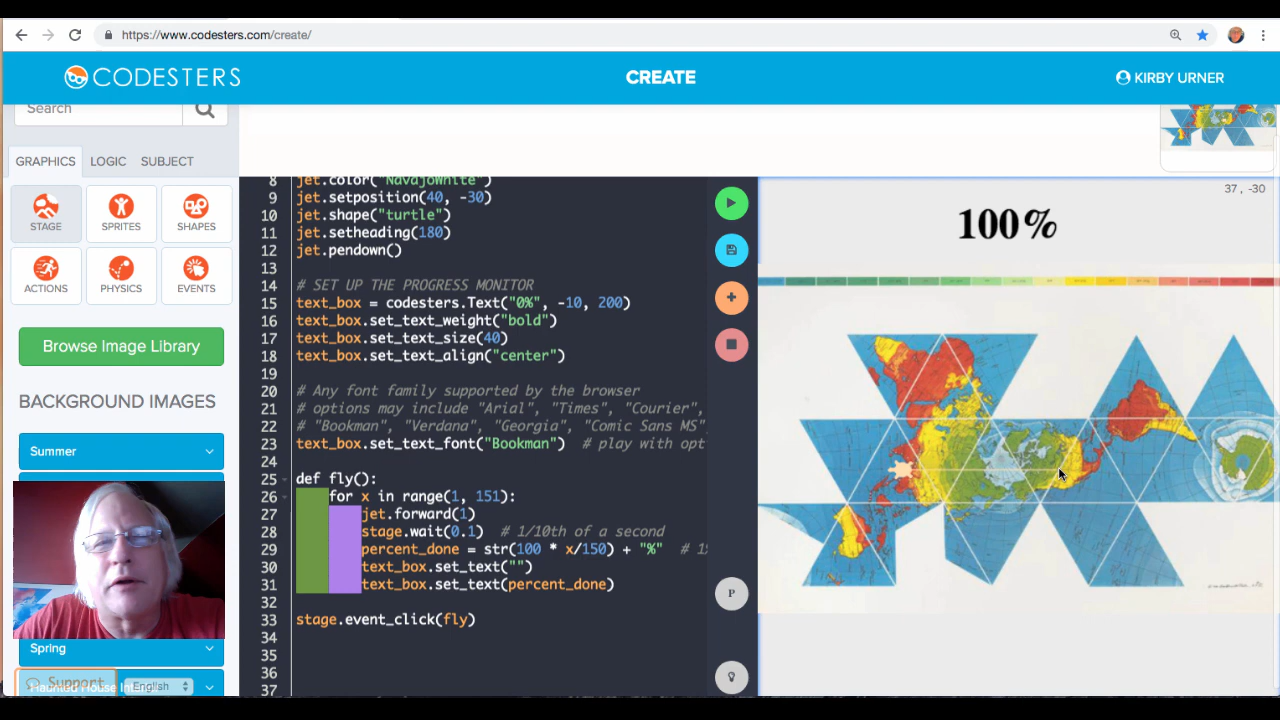 https://www.codesters.com/create/
CODESTERS
CREATE
KIRBY URNER
Search
GRAPHICS LOGIC SUBJECT
STAGE SPRITES SHAPES
ACTIONS PHYSICS EVENTS
Browse Image Library
BACKGROUND IMAGES
Summer
Spring
Support
English
8 jet.color("NavajoWhite")
9 jet.setposition(40, -30)
10 jet.shape("turtle")
11 jet.setheading(180)
12 jet.pendown()
13
14 # SET UP THE PROGRESS MONITOR
15 text_box = codesters.Text("0%", -10, 200)
16 text_box.set_text_weight("bold")
17 text_box.set_text_size(40)
18 text_box.set_text_align("center")
19
20 # Any font family supported by the browser
21 # options may include "Arial", "Times", "Courier",
22 # "Bookman", "Verdana", "Georgia", "Comic Sans MS"
23 text_box.set_text_font("Bookman") # play with opt
24
25 def fly():
26 for x in range(1, 151):
27 jet.forward(1)
28 stage.wait(0.1) # 1/10th of a second
29 percent_done = str(100 * x/150) + "%" # 1
30 text_box.set_text("")
31 text_box.set_text(percent_done)
32
33 stage.event_click(fly)
34
35
36
37
P
37 , -30
100%